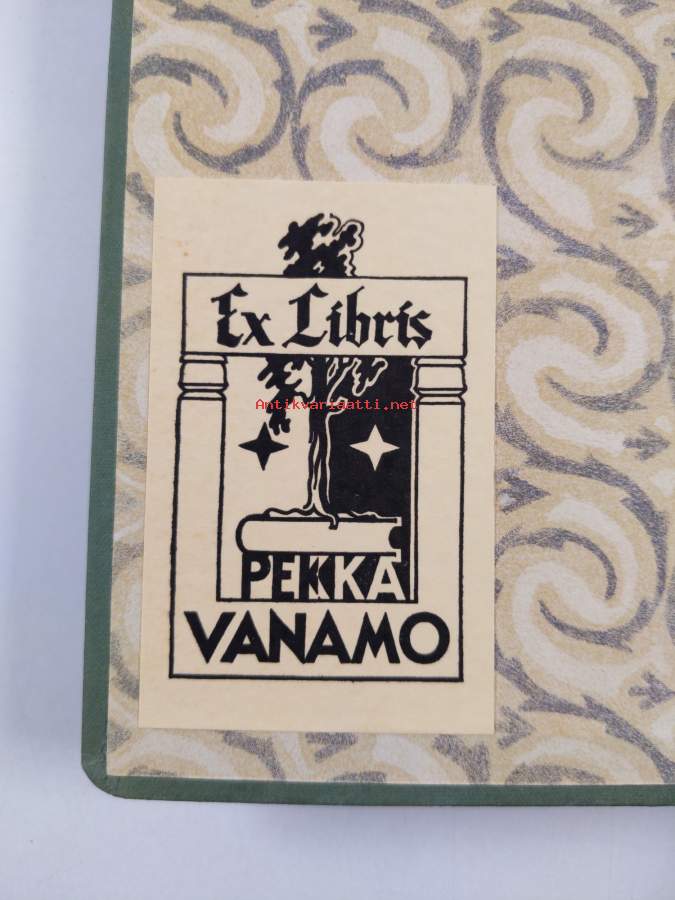 Ex Libris
Antikvariaatti.net
PEKKA
VANAMO